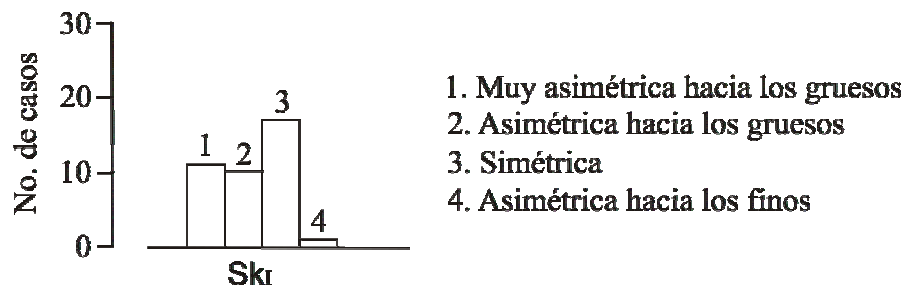 30
20
10
0
No. de casos
1
2
3
4
SkI
1. Muy asimétrica hacia los gruesos
2. Asimétrica hacia los gruesos
3. Simétrica
4. Asimétrica hacia los finos